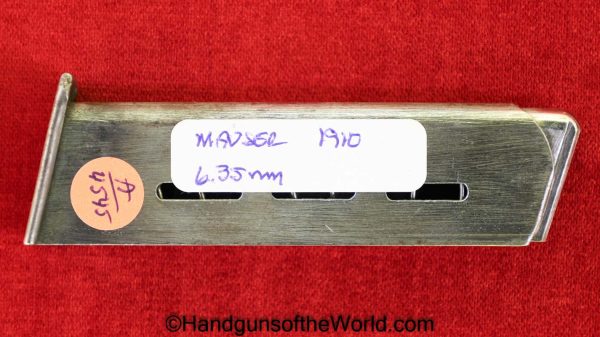 MAUSER 1910
6.35mm
A
4545
©HandgunsoftheWorld.com